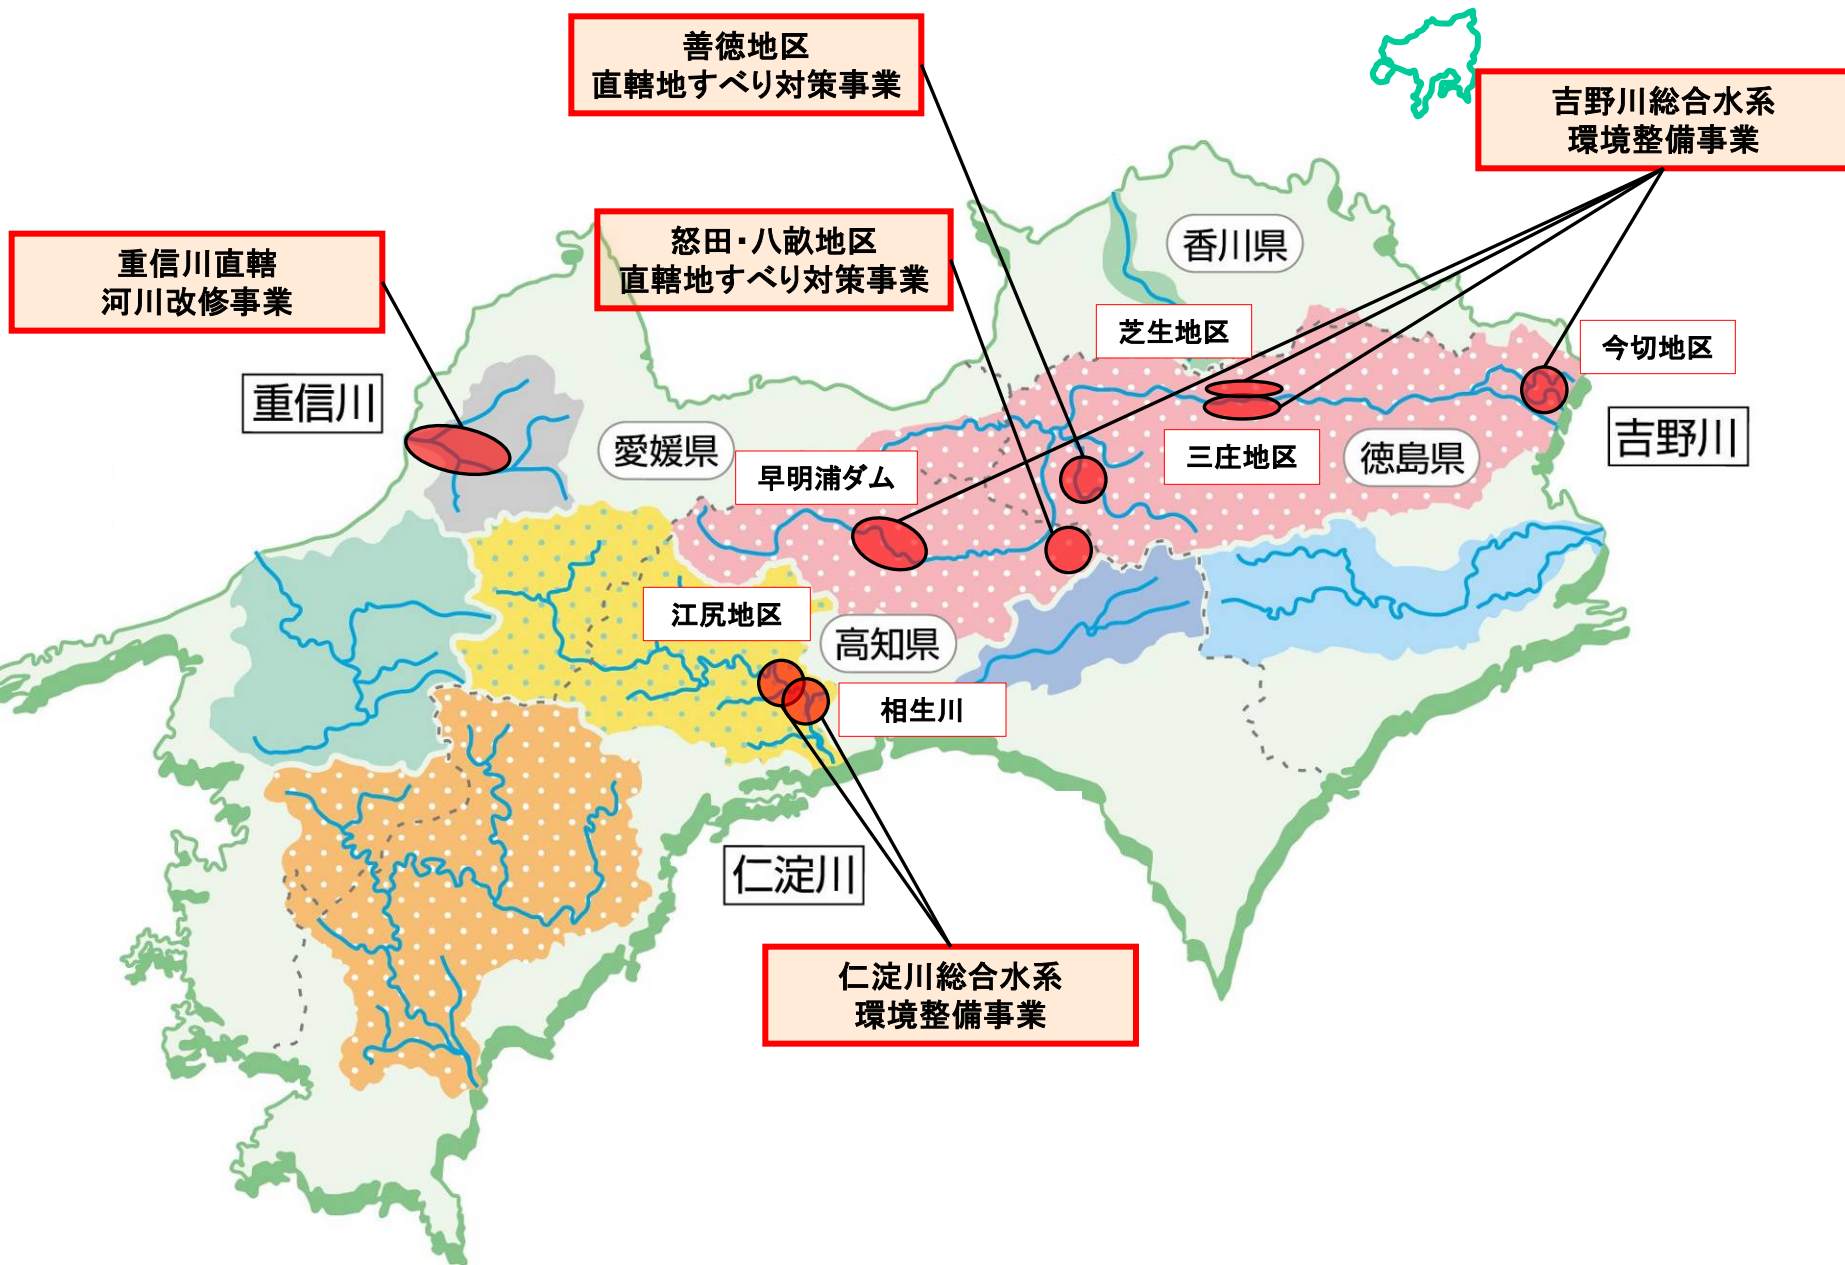 善徳地区
直轄地すべり対策事業
吉野川総合水系
環境整備事業
怒田・八畝地区
直轄地すべり対策事業
重信川直轄
河川改修事業
香川県
芝生地区
今切地区
重信川
愛媛県
早明浦ダム
三庄地区
徳島県
吉野川
江尻地区
高知県
相生川
仁淀川
仁淀川総合水系
環境整備事業